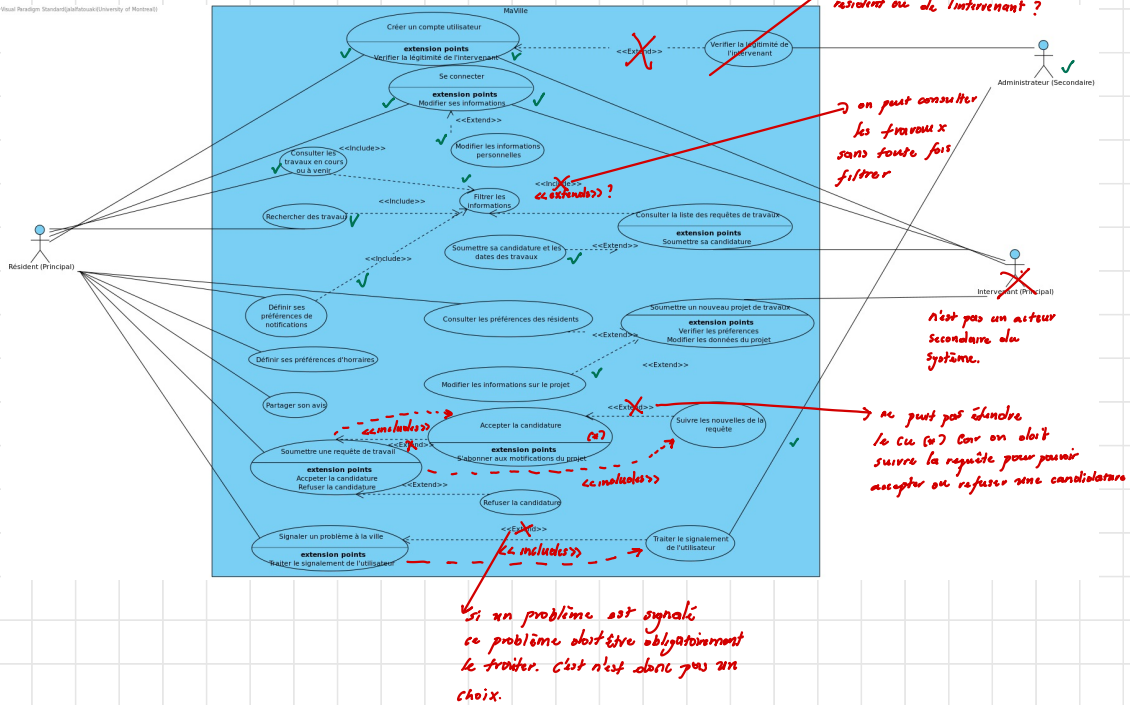 Visual Paradigm Standard(jalalfatouaki(University of Montreal))
MaVille
résident ou de l'intervenant ?
Créer un compte utilisateur
extension points
Verifier la légitimité de l'intervenant
<<Extend>>
Verifier la légitimité de
l'intervenant
Administrateur (Secondaire)
Se connecter
extension points
Modifier ses informations
<<Extend>>
Modifier les informations
personnelles
on peut consulter
les travaux
sans toute fois
filtrer
Consulter les
travaux en cours
ou à venir
<<Include>>
Filtrer les
informations
<<Include>>
<<extends>> ?
Rechercher des travaux
<<Include>>
Consulter la liste des requêtes de travaux
extension points
Soumettre sa candidature
Résident (Principal)
Soumettre sa candidature et les
dates des travaux
<<Extend>>
<<Include>>
Intervenant (Principal)
n'est pas un acteur
secondaire du
système.
Définir ses
préférences de
notifications
Consulter les préférences des résidents
<<Extend>>
Soumettre un nouveau projet de travaux
extension points
Verifier les préferences
Modifier les données du projet
Définir ses préférences d'horraires
<<Extend>>
Modifier les informations sur le projet
Partager son avis
<<includes>>
Accepter la candidature
(*)
extension points
S'abonner aux notifications du projet
<<Extend>>
Suivre les nouvelles de la
requête
ne peut pas étendre
le cu (*) car on doit
suivre la requête pour pouvoir
accepter ou refuser une candidature
<<Extend>>
Soumettre une requête de travail
extension points
Accpeter la candidature
Refuser la candidature
<<includes>>
<<Extend>>
Refuser la candidature
Signaler un problème à la ville
extension points
Traiter le signalement de l'utilisateur
<<Extend>>
<<includes>>
Traiter le signalement
de l'utilisateur
si un problème est signalé
ce problème doit être obligatoirement
le traiter. C'est n'est donc pas un
choix.